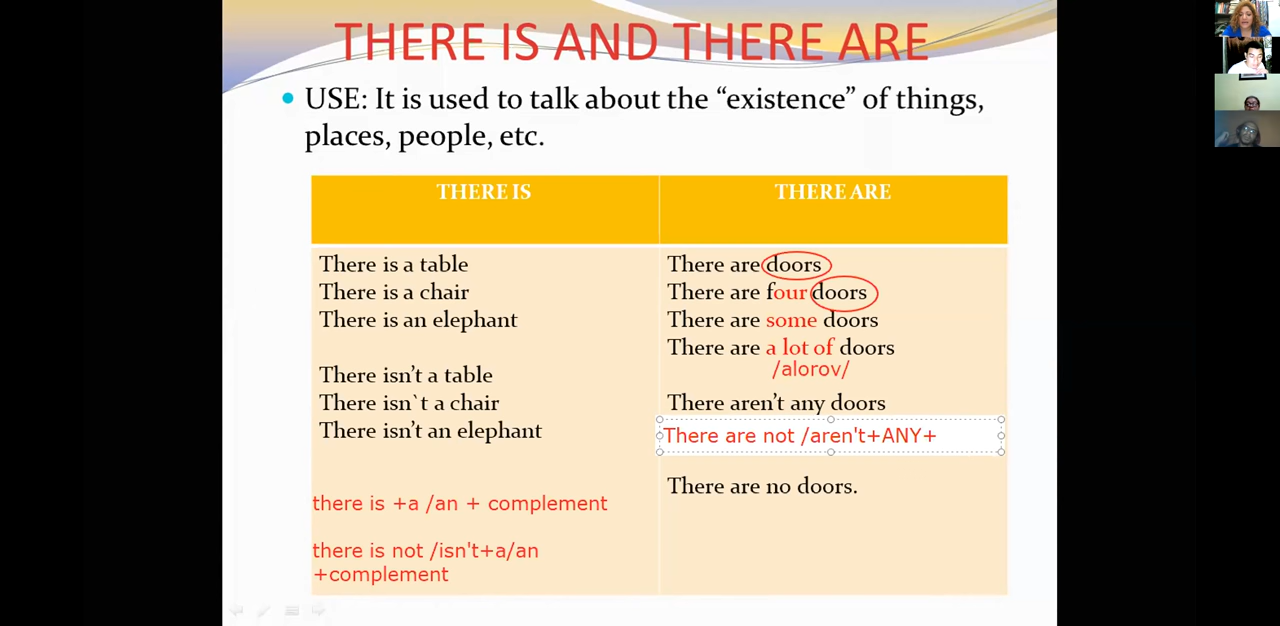 THERE IS AND THERE ARE
USE: It is used to talk about the “existence” of things,
places, people, etc.
THERE IS
There is a table
There is a chair
There is an elephant
There isn’t a table
There isn`t a chair
There isn’t an elephant
there is +a /an + complement
there is not /isn't+a/an
+complement
THERE ARE
There are doors
There are four doors
There are some doors
There are a lot of doors
/alorov/
There aren’t any doors
There are not /aren't+ANY+
There are no doors.